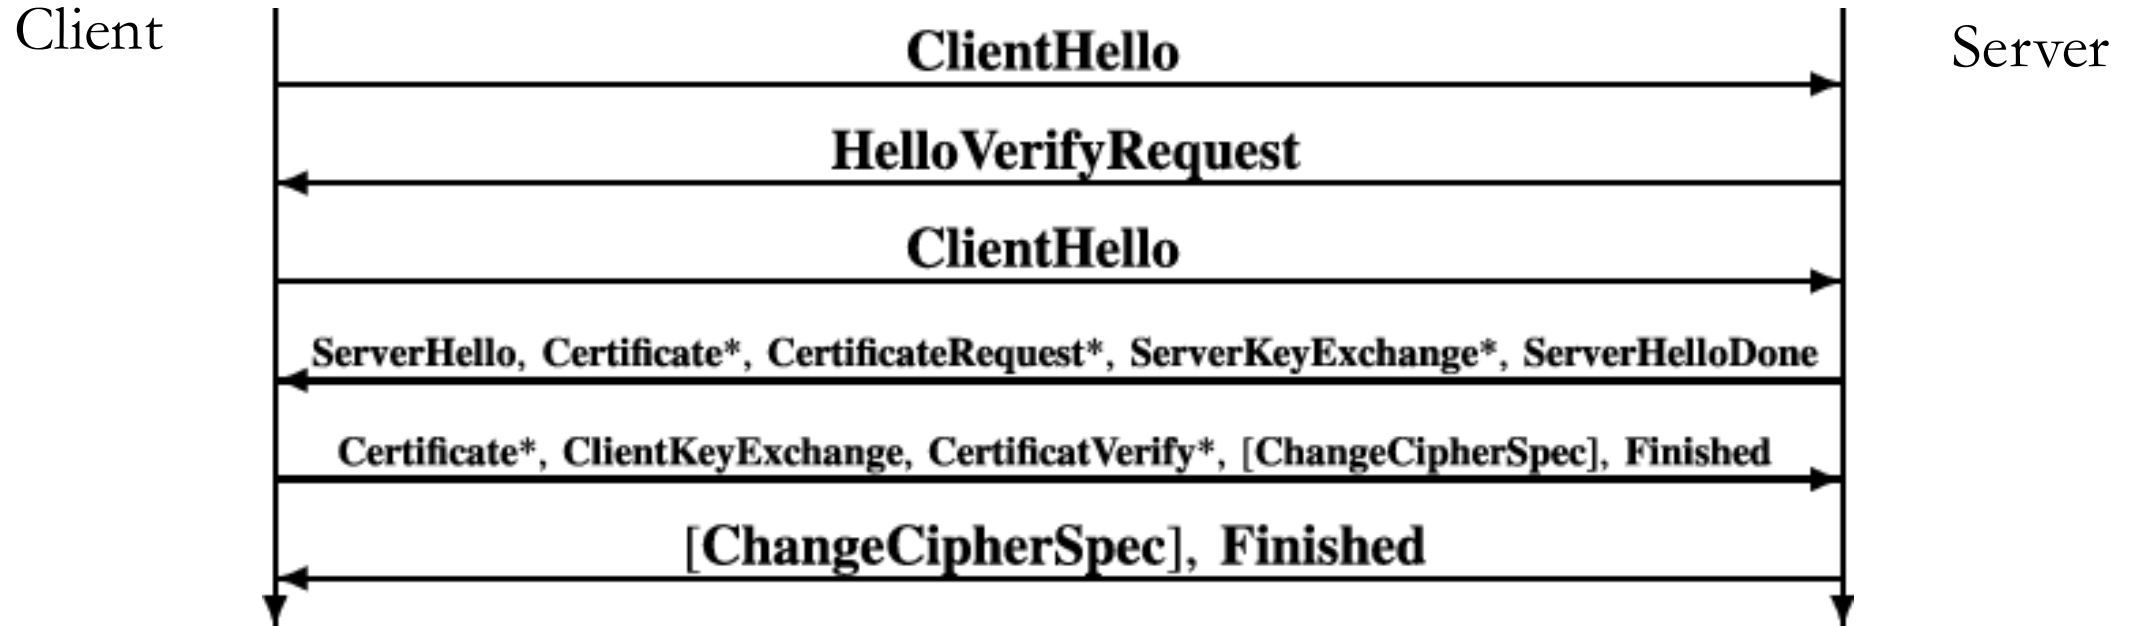 Client
Server
ClientHello
HelloVerifyRequest
ClientHello
ServerHello, Certificate*, CertificateRequest*, ServerKeyExchange*, ServerHelloDone
Certificate*, ClientKeyExchange, CertificatVerify*, [ChangeCipherSpec], Finished
[ChangeCipherSpec], Finished